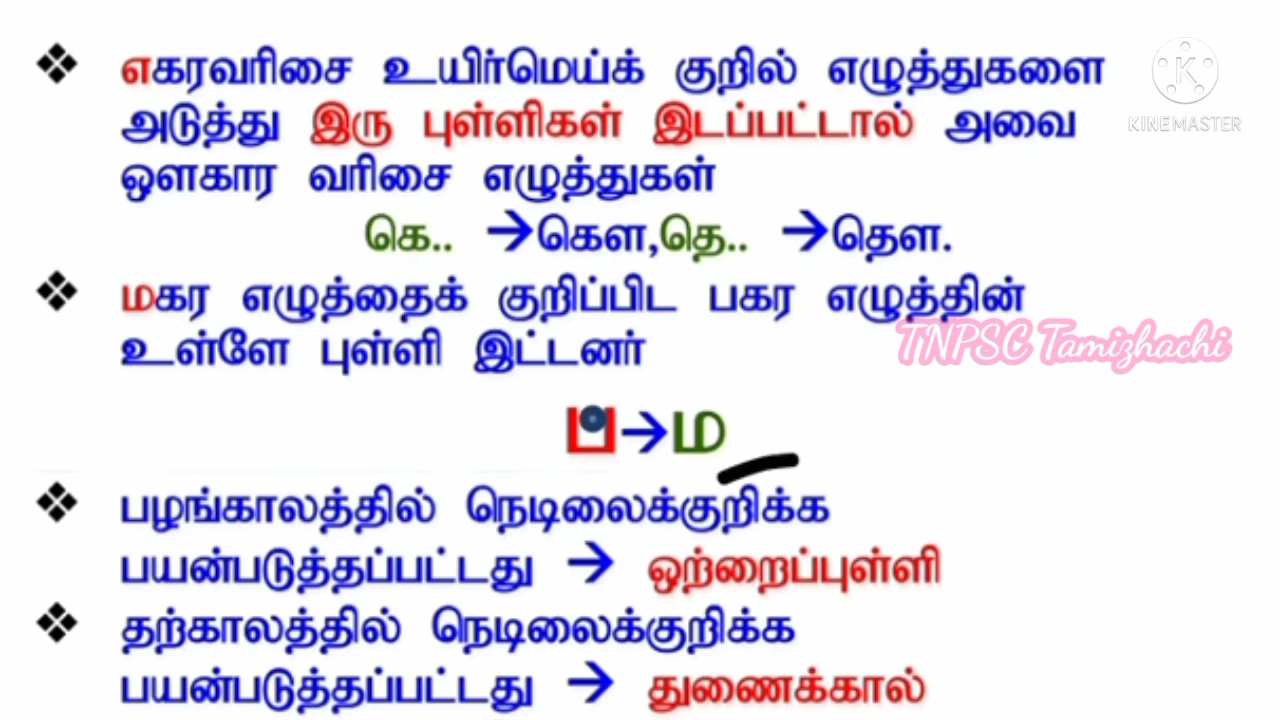 ❖ எகரவரிசை உயிர்மெய்க் குறில் எழுத்துகளை
அடுத்து இரு புள்ளிகள் இடப்பட்டால் அவை
ஔகார வரிசை எழுத்துகள்
கெ.. →கௌ,தெ.. →தௌ.
❖ மகர எழுத்தைக் குறிப்பிட பகர எழுத்தின்
உள்ளே புள்ளி இட்டனர்
ப→ம
❖ பழங்காலத்தில் நெடிலைக்குறிக்க
பயன்படுத்தப்பட்டது → ஒற்றைப்புள்ளி
❖ தற்காலத்தில் நெடிலைக்குறிக்க
பயன்படுத்தப்பட்டது → துணைக்கால்
K
KINEMASTER
TNPSC Tamizhachi